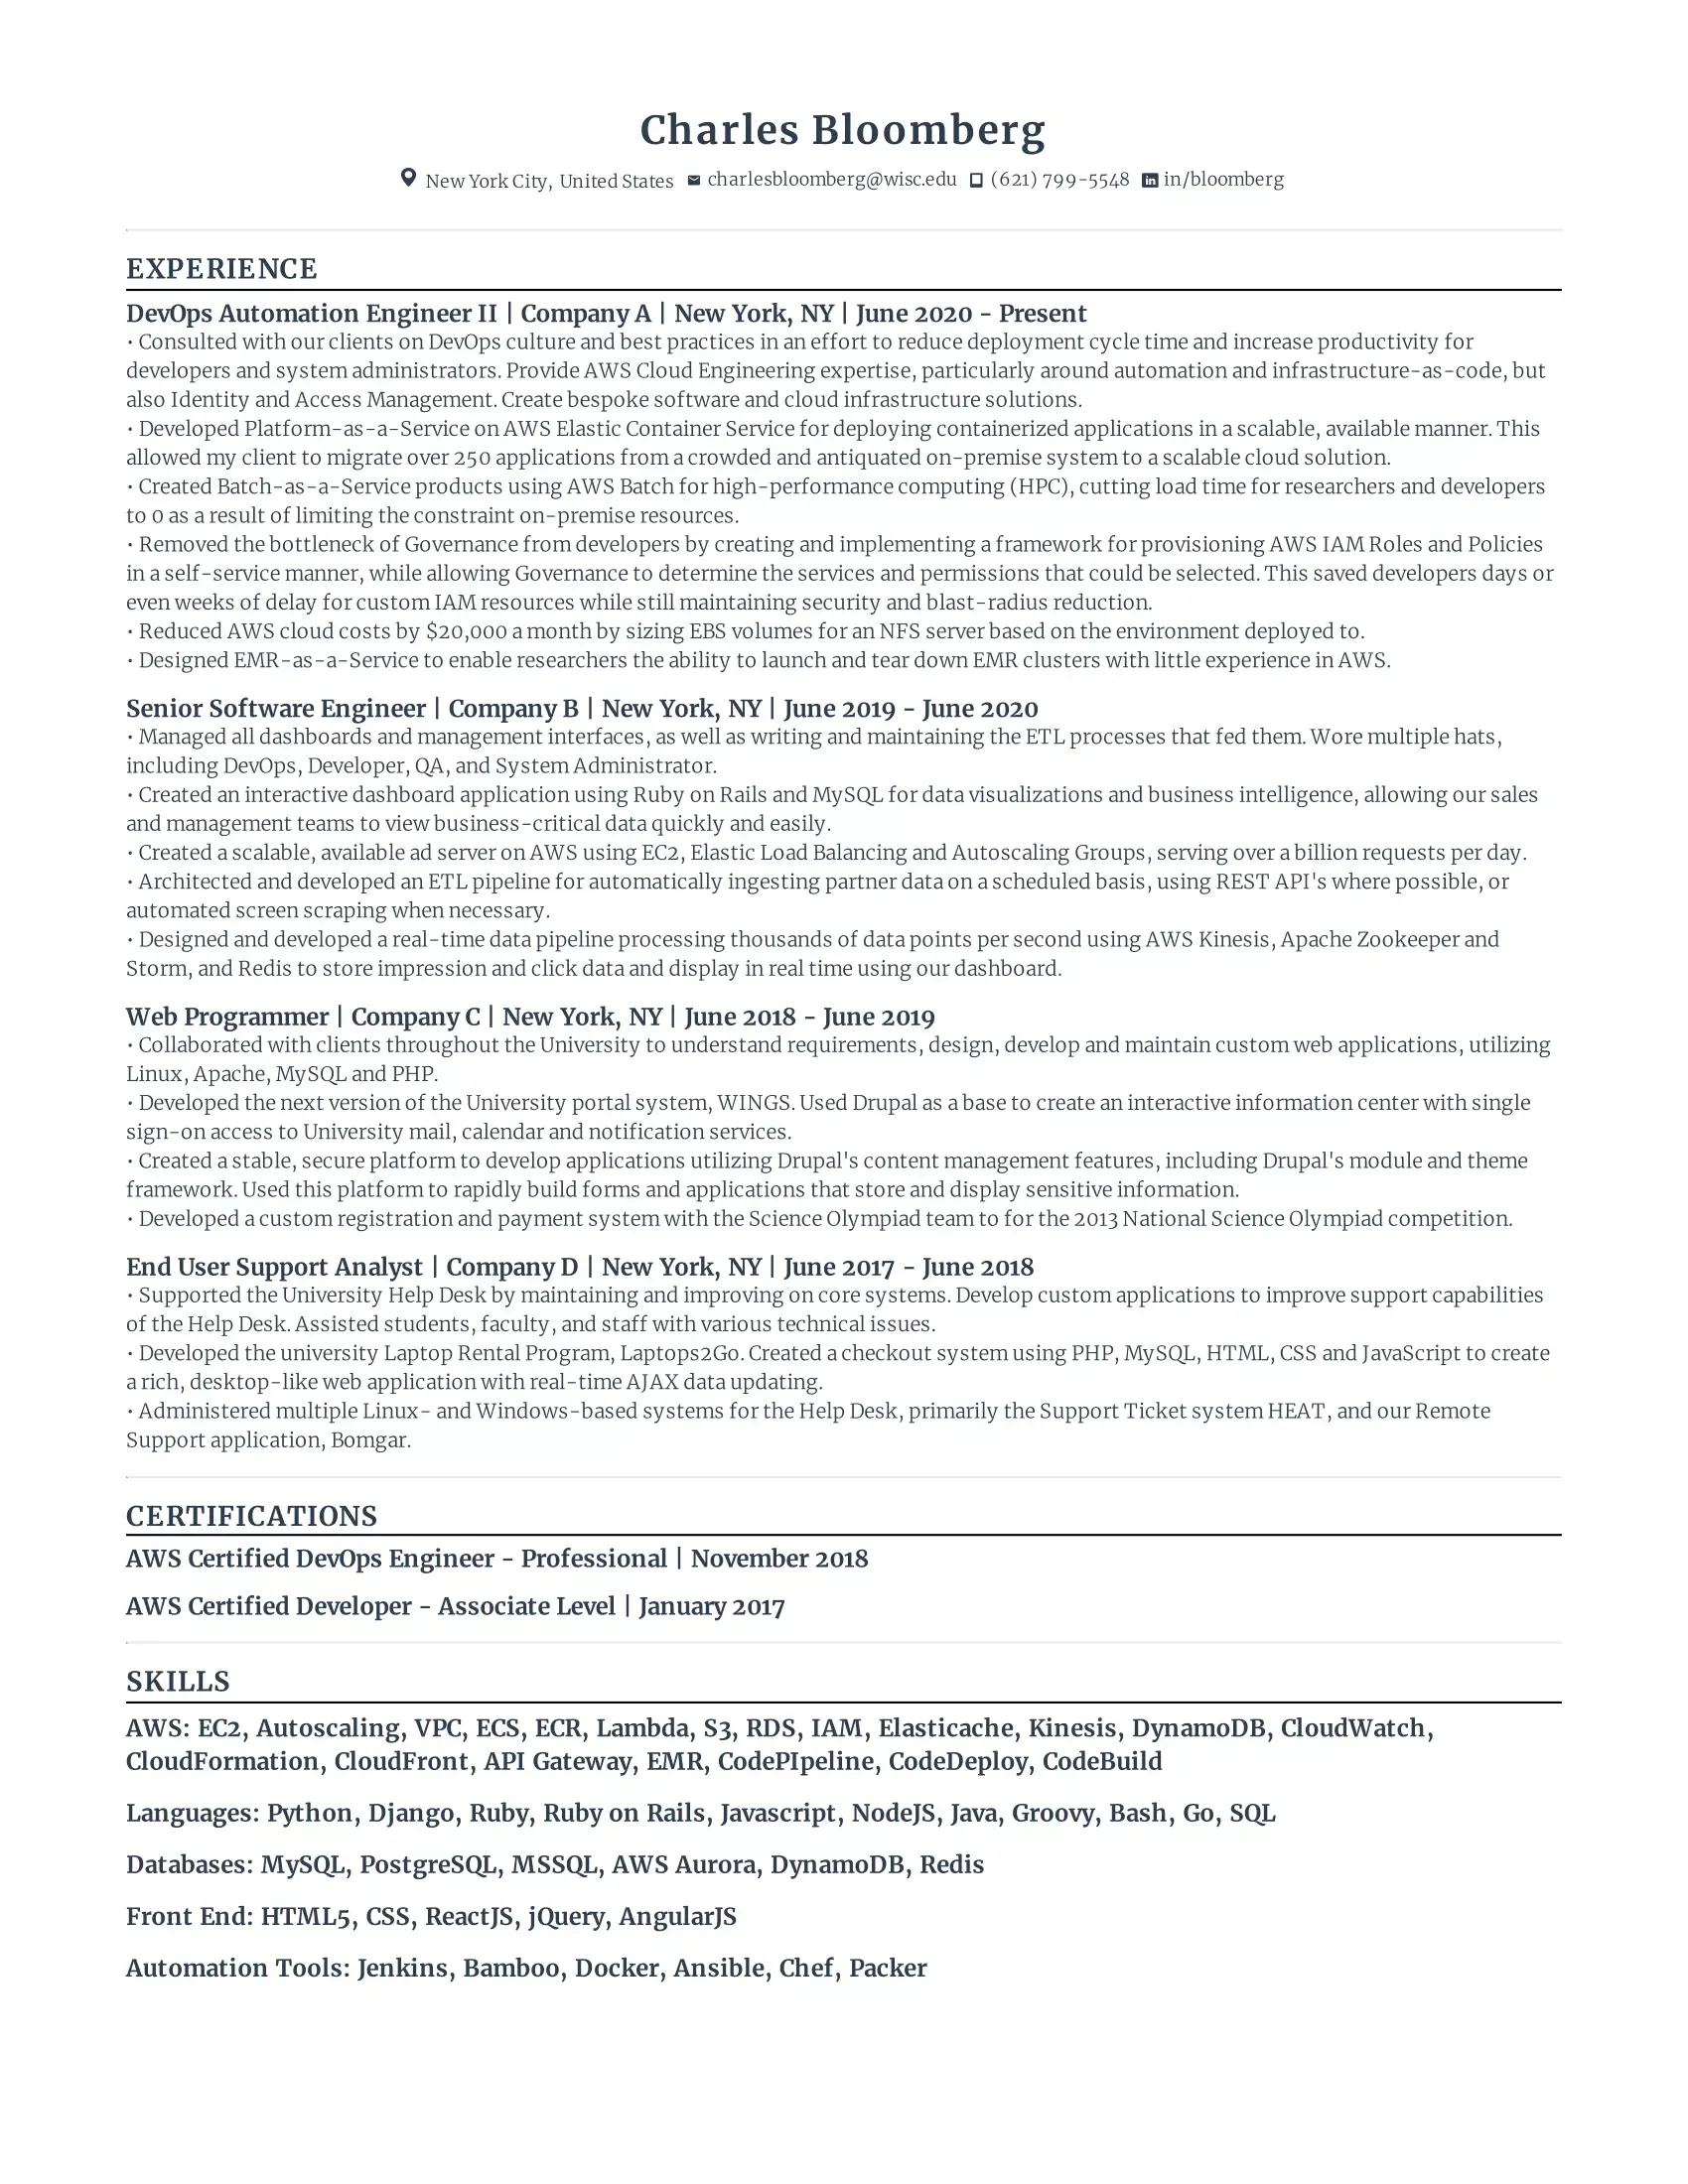 Charles Bloomberg
New York City, United States charlesbloomberg@wisc.edu (621) 799-5548 in/bloomberg
EXPERIENCE
DevOps Automation Engineer II | Company A | New York, NY | June 2020 - Present
• Consulted with our clients on DevOps culture and best practices in an effort to reduce deployment cycle time and increase productivity for
developers and system administrators. Provide AWS Cloud Engineering expertise, particularly around automation and infrastructure-as-code, but
also Identity and Access Management. Create bespoke software and cloud infrastructure solutions.
• Developed Platform-as-a-Service on AWS Elastic Container Service for deploying containerized applications in a scalable, available manner. This
allowed my client to migrate over 250 applications from a crowded and antiquated on-premise system to a scalable cloud solution.
• Created Batch-as-a-Service products using AWS Batch for high-performance computing (HPC), cutting load time for researchers and developers
to 0 as a result of limiting the constraint on-premise resources.
• Removed the bottleneck of Governance from developers by creating and implementing a framework for provisioning AWS IAM Roles and Policies
in a self-service manner, while allowing Governance to determine the services and permissions that could be selected. This saved developers days or
even weeks of delay for custom IAM resources while still maintaining security and blast-radius reduction.
• Reduced AWS cloud costs by $20,000 a month by sizing EBS volumes for an NFS server based on the environment deployed to.
• Designed EMR-as-a-Service to enable researchers the ability to launch and tear down EMR clusters with little experience in AWS.
Senior Software Engineer | Company B | New York, NY | June 2019 - June 2020
• Managed all dashboards and management interfaces, as well as writing and maintaining the ETL processes that fed them. Wore multiple hats,
including DevOps, Developer, QA, and System Administrator.
• Created an interactive dashboard application using Ruby on Rails and MySQL for data visualizations and business intelligence, allowing our sales
and management teams to view business-critical data quickly and easily.
• Created a scalable, available ad server on AWS using EC2, Elastic Load Balancing and Autoscaling Groups, serving over a billion requests per day.
• Architected and developed an ETL pipeline for automatically ingesting partner data on a scheduled basis, using REST API's where possible, or
automated screen scraping when necessary.
• Designed and developed a real-time data pipeline processing thousands of data points per second using AWS Kinesis, Apache Zookeeper and
Storm, and Redis to store impression and click data and display in real time using our dashboard.
Web Programmer | Company C | New York, NY | June 2018 - June 2019
• Collaborated with clients throughout the University to understand requirements, design, develop and maintain custom web applications, utilizing
Linux, Apache, MySQL and PHP.
• Developed the next version of the University portal system, WINGS. Used Drupal as a base to create an interactive information center with single
sign-on access to University mail, calendar and notification services.
• Created a stable, secure platform to develop applications utilizing Drupal's content management features, including Drupal's module and theme
framework. Used this platform to rapidly build forms and applications that store and display sensitive information.
• Developed a custom registration and payment system with the Science Olympiad team to for the 2013 National Science Olympiad competition.
End User Support Analyst | Company D | New York, NY | June 2017 - June 2018
• Supported the University Help Desk by maintaining and improving on core systems. Develop custom applications to improve support capabilities
of the Help Desk. Assisted students, faculty, and staff with various technical issues.
• Developed the university Laptop Rental Program, Laptops2Go. Created a checkout system using PHP, MySQL, HTML, CSS and JavaScript to create
a rich, desktop-like web application with real-time AJAX data updating.
• Administered multiple Linux- and Windows-based systems for the Help Desk, primarily the Support Ticket system HEAT, and our Remote
Support application, Bomgar.
CERTIFICATIONS
AWS Certified DevOps Engineer - Professional | November 2018
AWS Certified Developer - Associate Level | January 2017
SKILLS
AWS: EC2, Autoscaling, VPC, ECS, ECR, Lambda, S3, RDS, IAM, Elasticache, Kinesis, DynamoDB, CloudWatch,
CloudFormation, CloudFront, API Gateway, EMR, CodePIpeline, CodeDeploy, CodeBuild
Languages: Python, Django, Ruby, Ruby on Rails, Javascript, NodeJS, Java, Groovy, Bash, Go, SQL
Databases: MySQL, PostgreSQL, MSSQL, AWS Aurora, DynamoDB, Redis
Front End: HTML5, CSS, ReactJS, jQuery, AngularJS
Automation Tools: Jenkins, Bamboo, Docker, Ansible, Chef, Packer